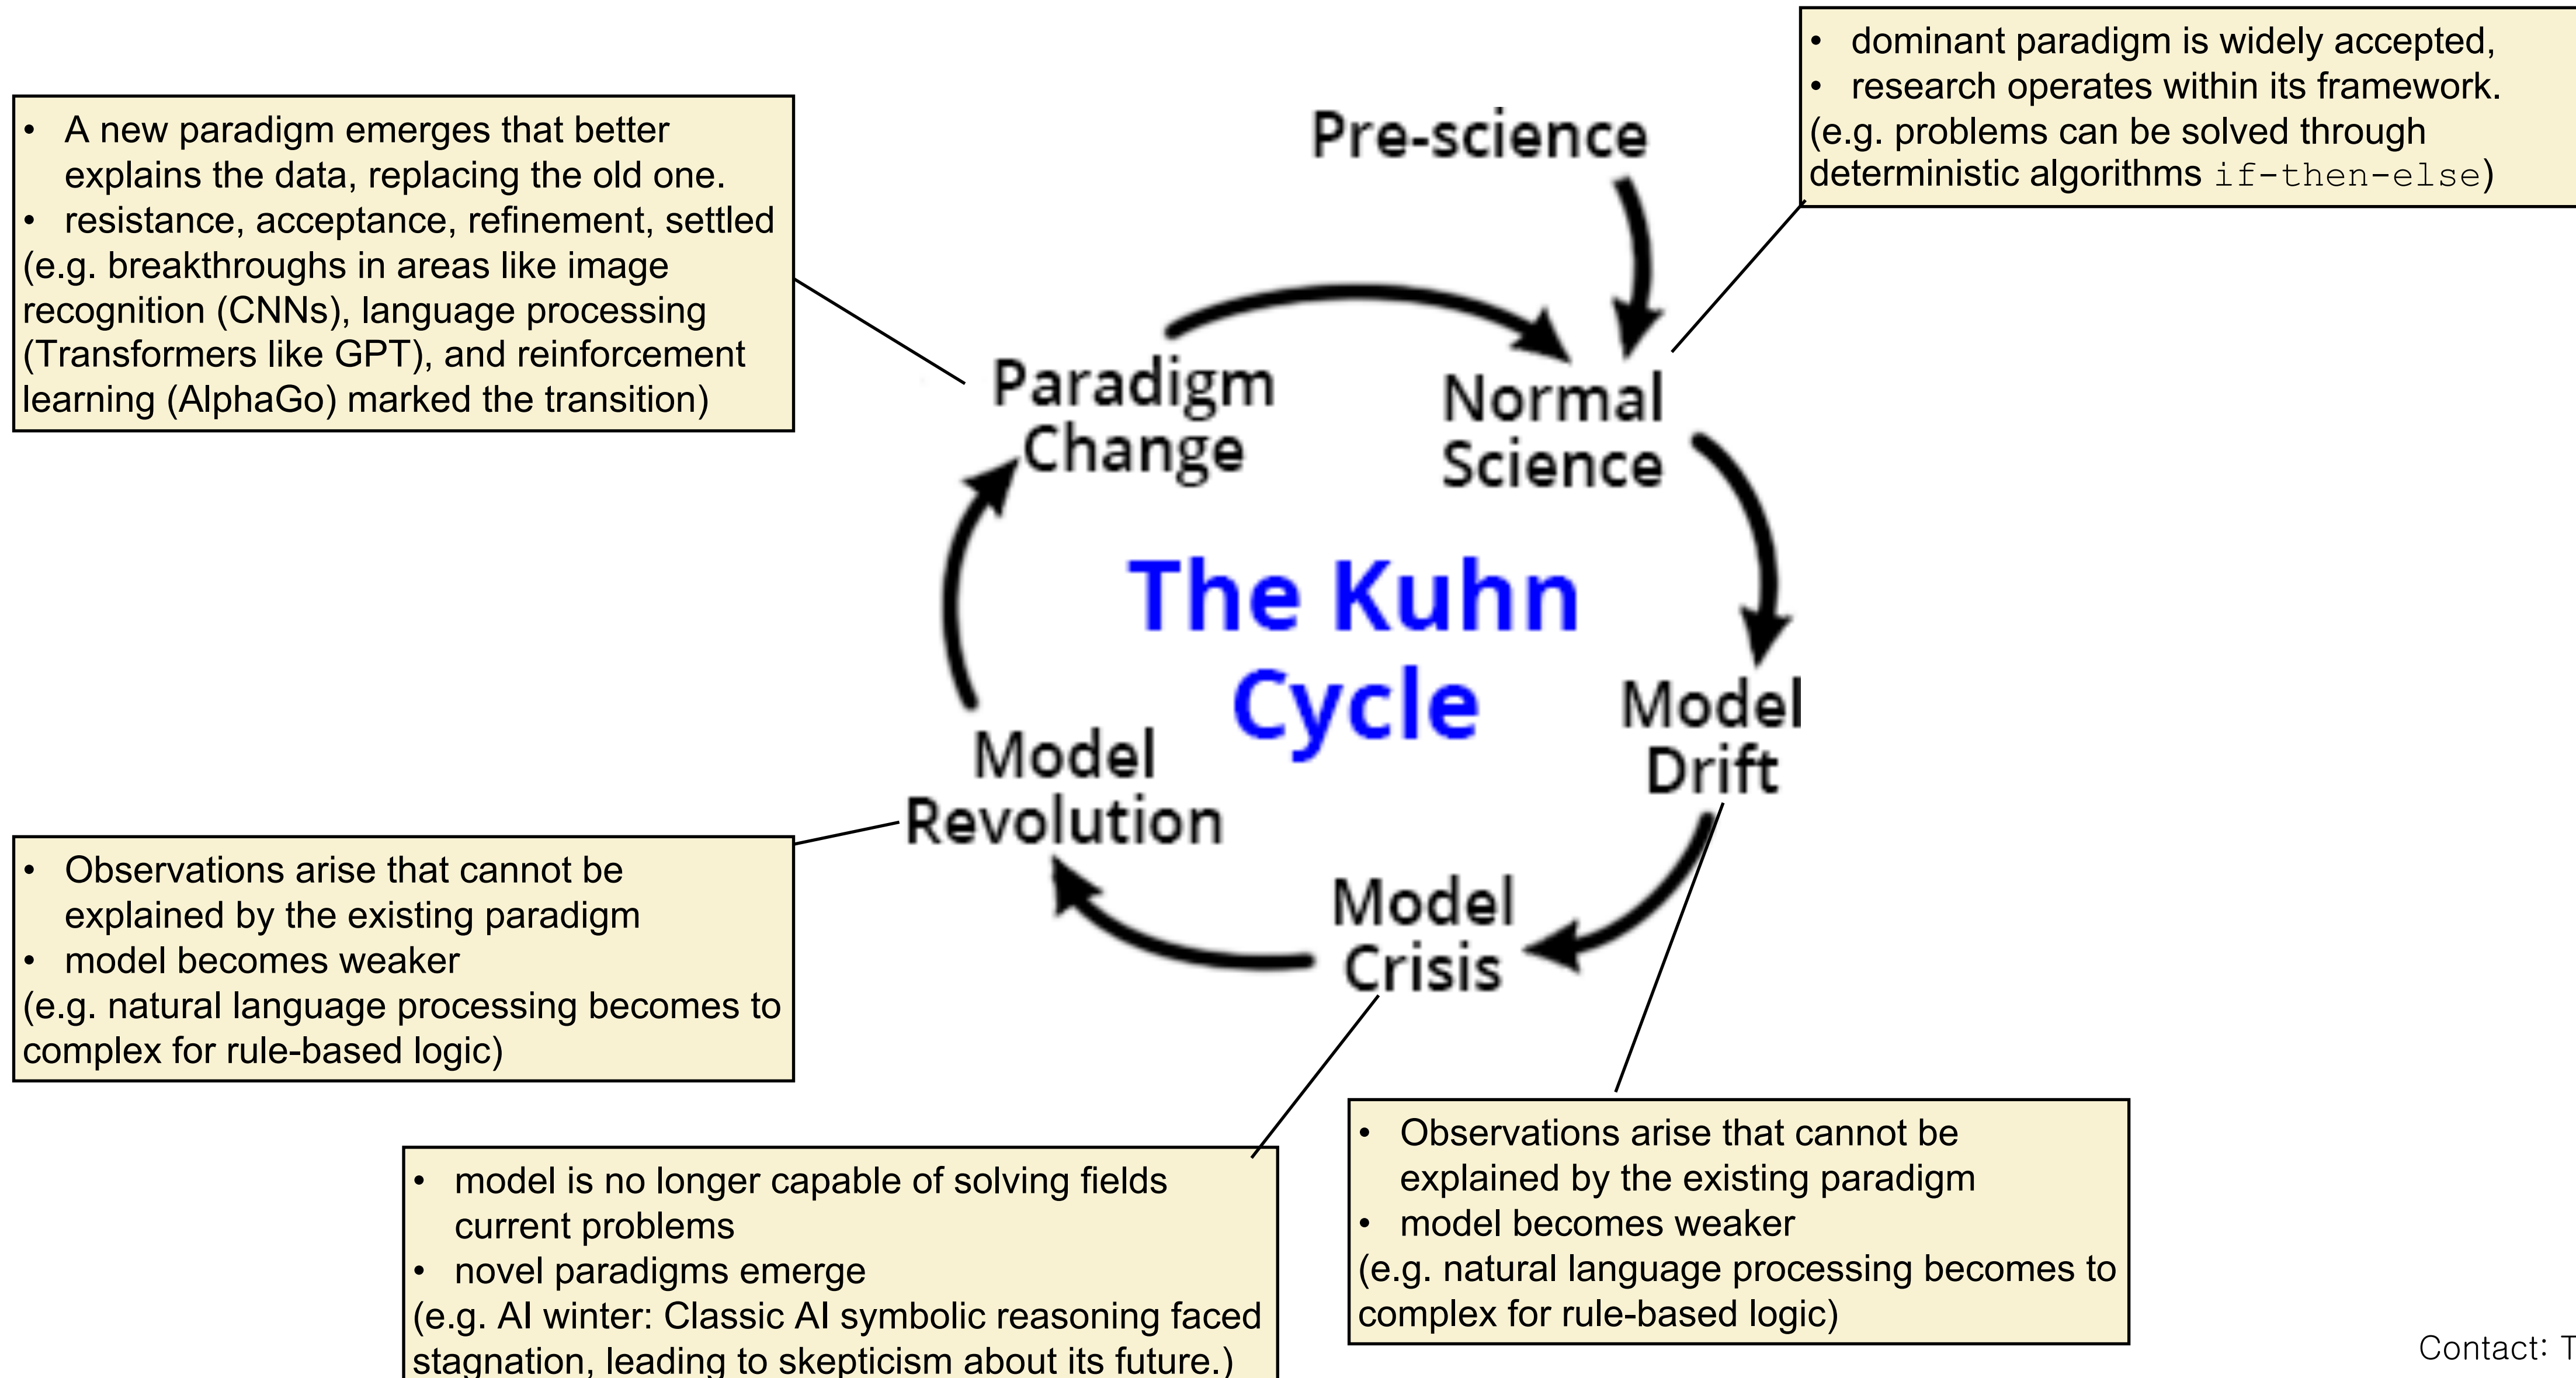 • dominant paradigm is widely accepted,
• research operates within its framework.
(e.g. problems can be solved through
deterministic algorithms if-then-else)
• A new paradigm emerges that better
explains the data, replacing the old one.
• resistance, acceptance, refinement, settled
(e.g. breakthroughs in areas like image
recognition (CNNs), language processing
(Transformers like GPT), and reinforcement
learning (AlphaGo) marked the transition)
Pre-science
Paradigm
Change
Normal
Science
The Kuhn
Cycle
Model
Drift
Model
Revolution
Model
Crisis
• Observations arise that cannot be
explained by the existing paradigm
• model becomes weaker
(e.g. natural language processing becomes to
complex for rule-based logic)
• model is no longer capable of solving fields
current problems
• novel paradigms emerge
(e.g. AI winter: Classic AI symbolic reasoning faced
stagnation, leading to skepticism about its future.)
• Observations arise that cannot be
explained by the existing paradigm
• model becomes weaker
(e.g. natural language processing becomes to
complex for rule-based logic)
Contact: T